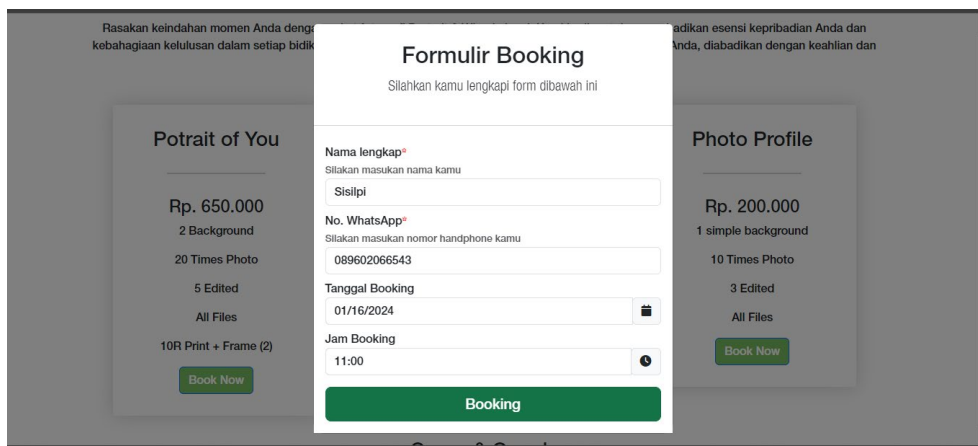 Rasakan keindahan momen Anda
adikan esensi kepribadian Anda dan
kebahagiaan kelulusan dalam setiap
Anda, diabadikan dengan keahlian dan
Formulir Booking
Silahkan kamu lengkapi form dibawah ini
Potrait of You
Rp. 650.000
2 Background
20 Times Photo
5 Edited
All Files
10R Print + Frame (2)
Book Now
Nama lengkap*
Silakan masukan nama kamu
Sisilpi
No. WhatsApp*
Silakan masukan nomor handphone kamu
089602066543
Tanggal Booking
01/16/2024
Jam Booking
11:00
Booking
Photo Profile
Rp. 200.000
1 simple background
10 Times Photo
3 Edited
All Files
Book Now